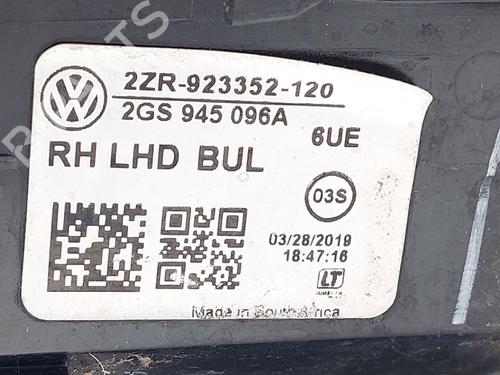 2ZR-923352-120
2GS 945 096A
6UE
RH LHD BUL
03S
03/28/2019
18:47:16
LT
Made in South Africa